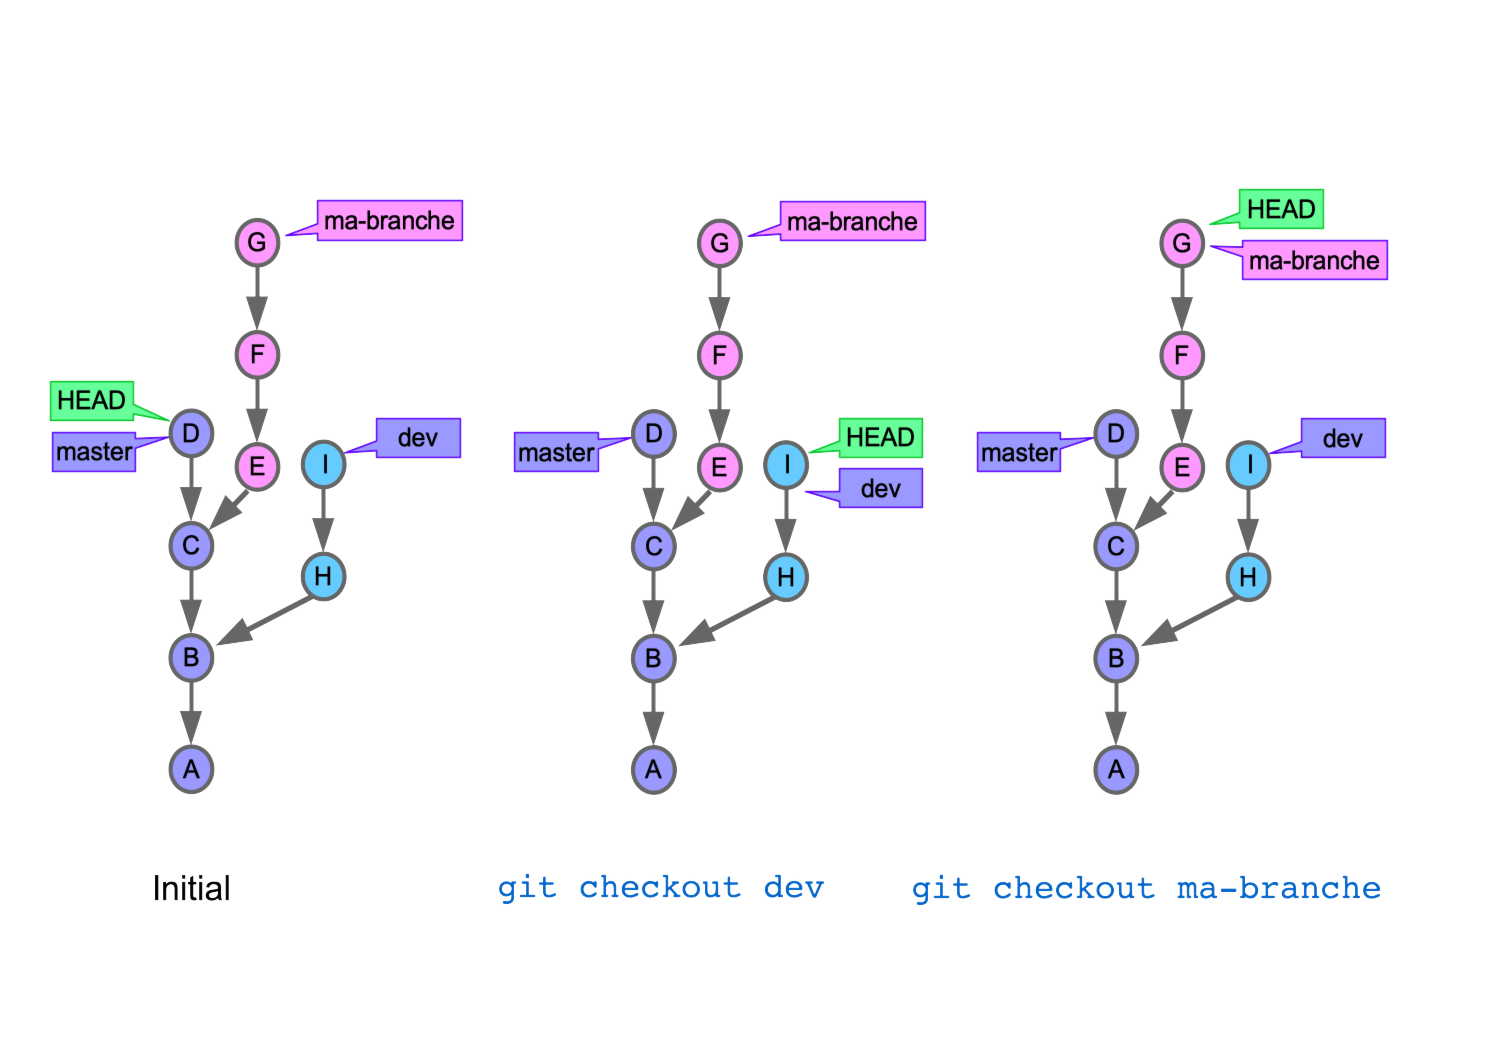 ma-branche
G
F
HEAD
D
master
dev
E
I
C
H
B
A
Initial
ma-branche
G
F
HEAD
D
master
E
I
dev
C
H
B
A
git checkout dev
HEAD
G
ma-branche
F
D
dev
master
E
I
C
H
B
A
git checkout ma-branche